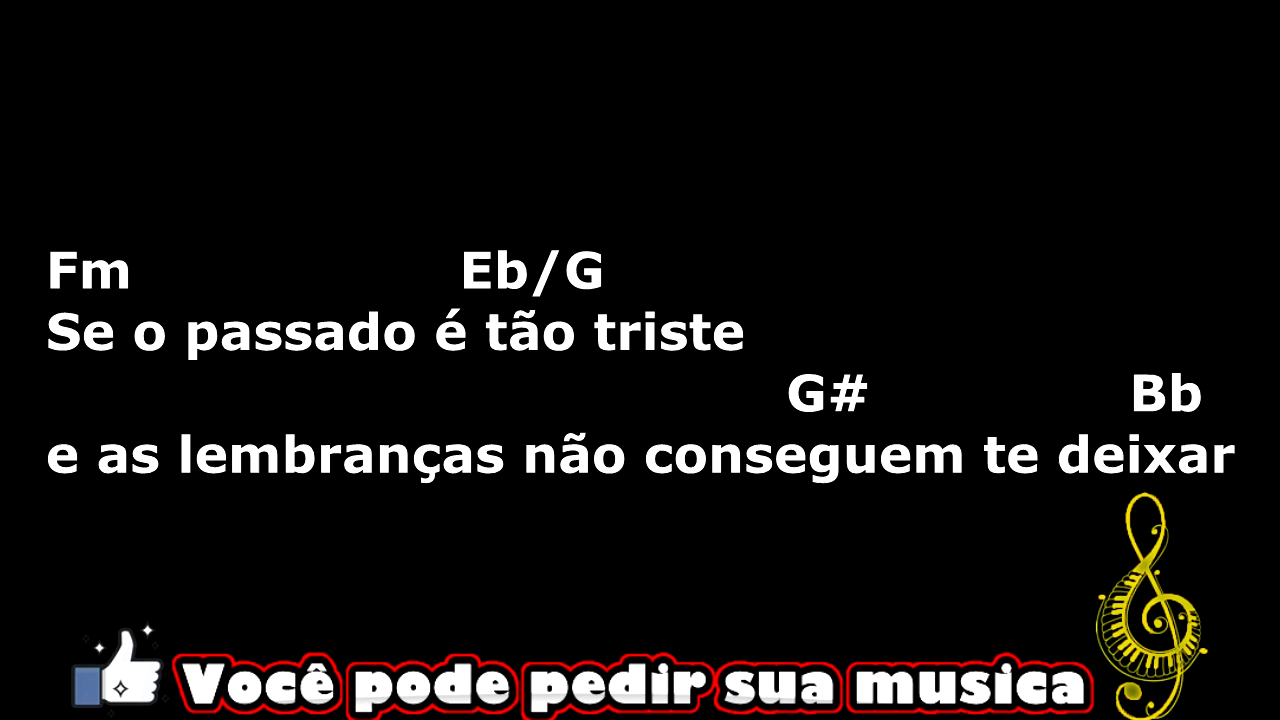 Fm Eb/G
Se o passado é tão triste
G# Bb
e as lembranças não conseguem te deixar
Você pode pedir sua musica